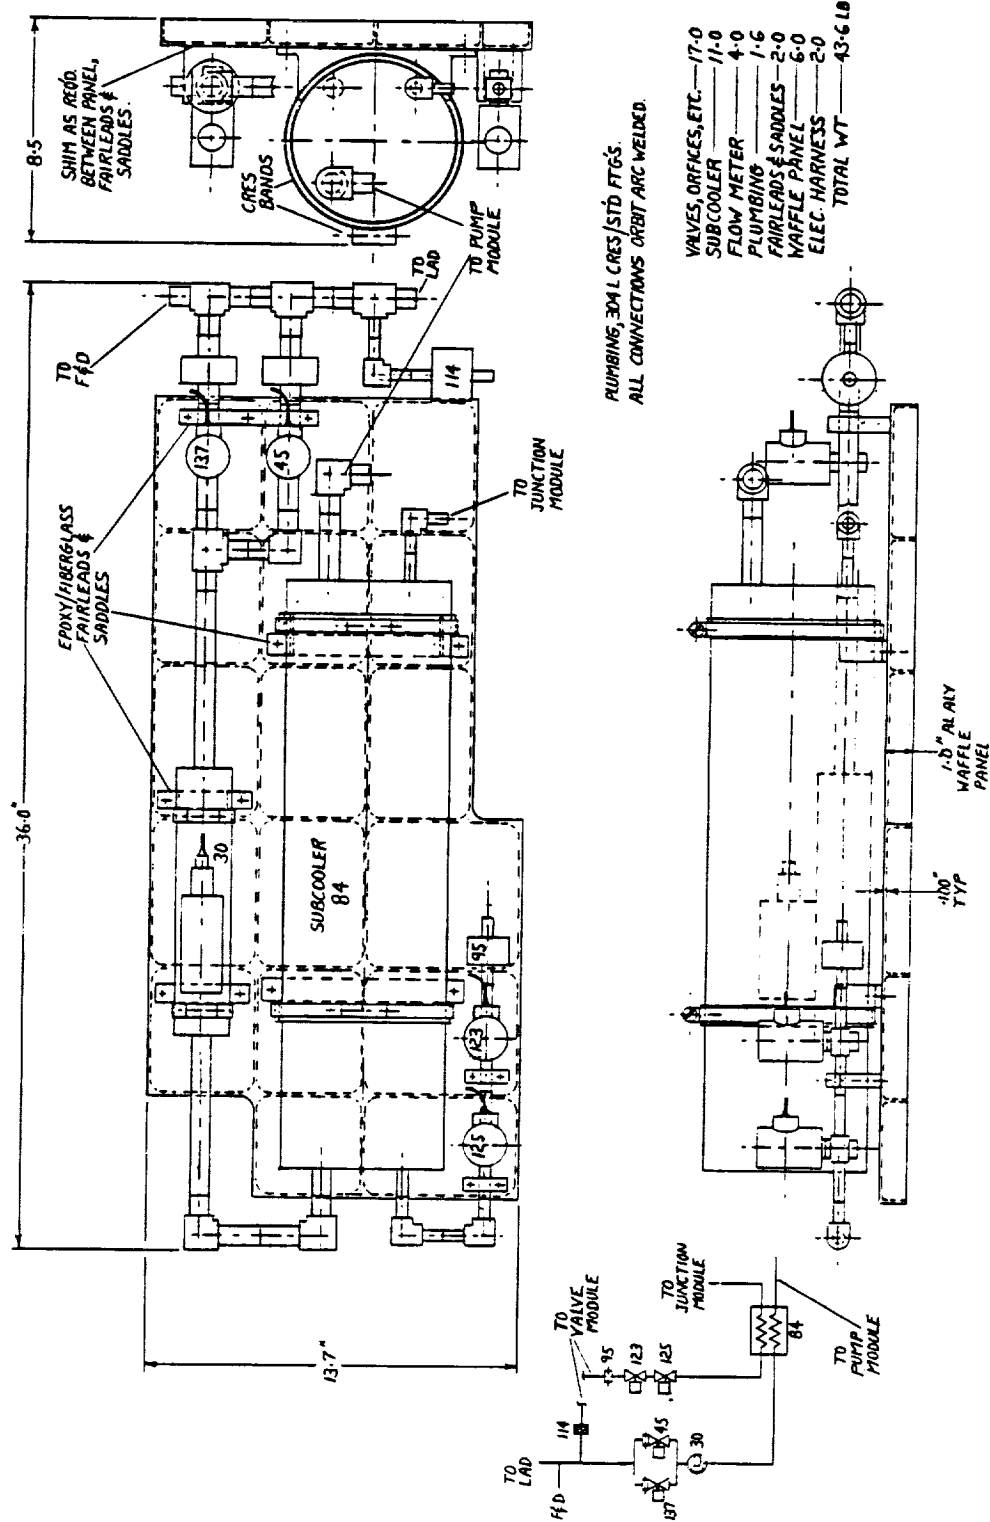 8.5
SHIM AS REQD.
BETWEEN PANEL,
FAIRLEADS &
SADDLES.
CRES
BANDS
TO PUMP
MODULE
TO
LAD
TO
F&D
36.0"
EPOXY/FIBERGLASS
FAIRLEADS &
SADDLES
137
45
114
TO
JUNCTION
MODULE
30
SUBCOOLER
84
95
123
125
13.7"
PLUMBING, 304 L CRES/STD FTG'S.
ALL CONNECTIONS ORBIT ARC WELDED.
VALVES, ORFICES, ETC. — 17.0
SUBCOOLER — 11.0
FLOW METER — 4.0
PLUMBING — 1.6
FAIRLEADS & SADDLES — 2.0
WAFFLE PANEL — 6.0
ELEC. HARNESS — 2.0
TOTAL WT — 43.6 LB
1.0" AL ALY
WAFFLE
PANEL
.100"
TYP
TO
VALVE
MODULE
95
123
125
TO
JUNCTION
MODULE
84
TO
PUMP
MODULE
TO
LAD
F&D
114
45
30
137